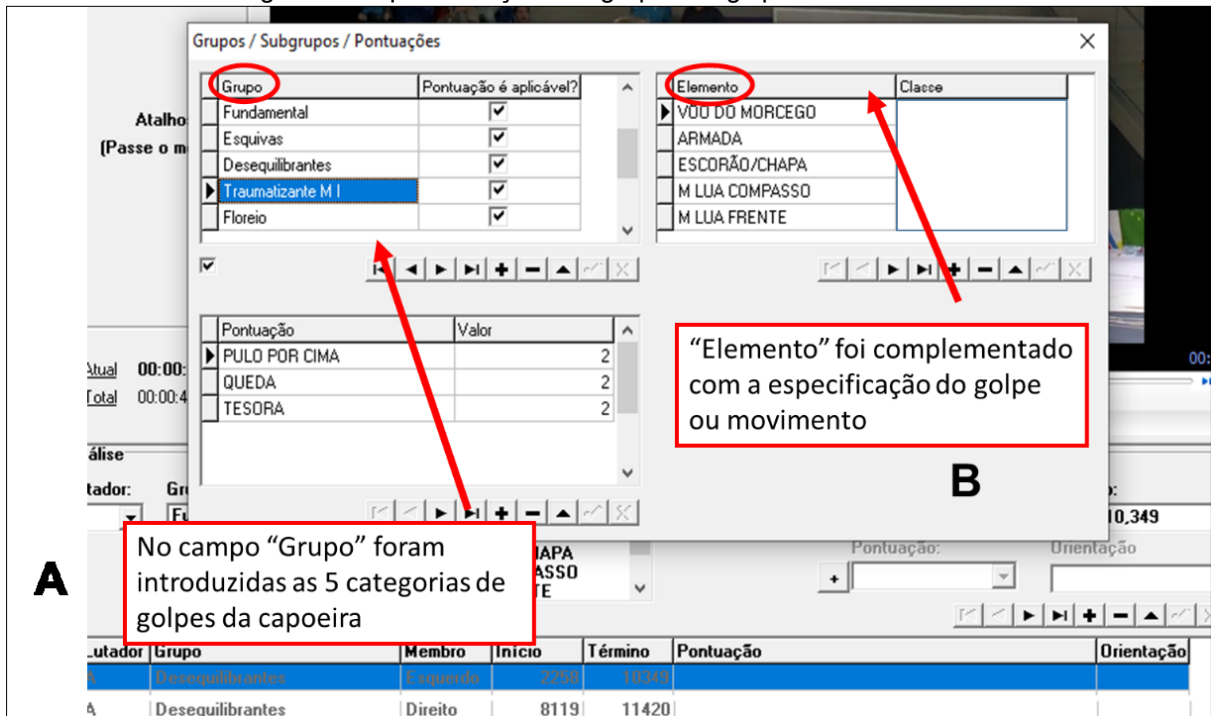 Grupos / Subgrupos / Pontuações
Grupo Pontuação é aplicável?
Fundamental
Esquivas
Desequilibrantes
Traumatizante M I
Floreio
Elemento Classe
VOO DO MORCEGO
ARMADA
ESCORÃO/CHAPA
M LUA COMPASSO
M LUA FRENTE
Pontuação Valor
PULO POR CIMA 2
QUEDA 2
TESORA 2
"Elemento" foi complementado
com a especificação do golpe
ou movimento
B
Atalho
(Passe o m
Atual 00:00:
Total 00:00:4
00:
álise
tador:
10,349
No campo "Grupo" foram
introduzidas as 5 categorias de
golpes da capoeira
A
Pontuação: Orientação
Lutador Grupo Membro Início Término Pontuação Orientação
A Desequilibrantes Esquerdo 2258 10349
A Desequilibrantes Direito 8119 11420